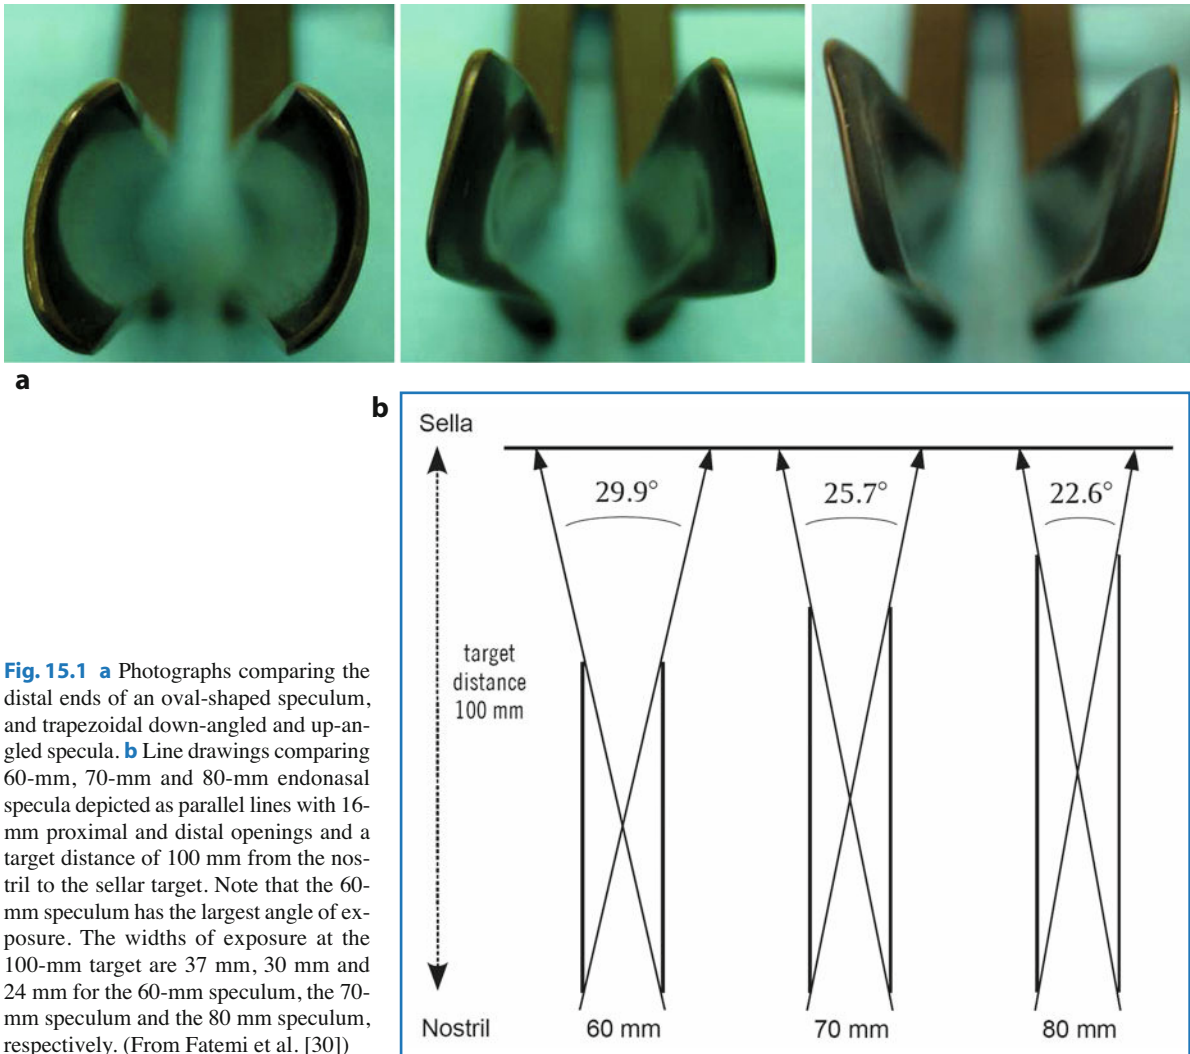 a
b
Sella
29.9°
25.7°
22.6°
target
distance
100 mm
Nostril
60 mm
70 mm
80 mm
Fig. 15.1 a Photographs comparing the
distal ends of an oval-shaped speculum,
and trapezoidal down-angled and up-an-
gled specula. b Line drawings comparing
60-mm, 70-mm and 80-mm endonasal
specula depicted as parallel lines with 16-
mm proximal and distal openings and a
target distance of 100 mm from the nos-
tril to the sellar target. Note that the 60-
mm speculum has the largest angle of ex-
posure. The widths of exposure at the
100-mm target are 37 mm, 30 mm and
24 mm for the 60-mm speculum, the 70-
mm speculum and the 80 mm speculum,
respectively. (From Fatemi et al. [30])